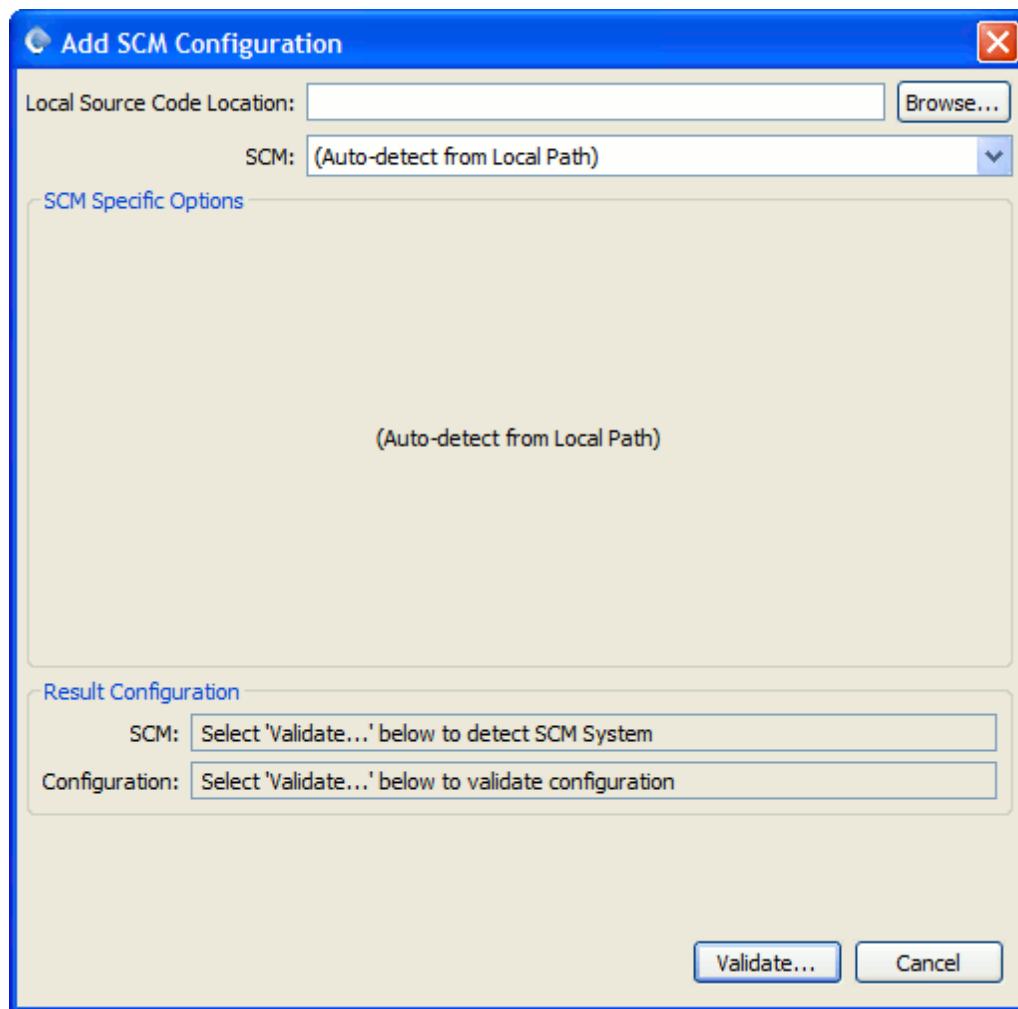 Add SCM Configuration
Local Source Code Location: Browse...
SCM: (Auto-detect from Local Path)
SCM Specific Options
(Auto-detect from Local Path)
Result Configuration
SCM: Select 'Validate...' below to detect SCM System
Configuration: Select 'Validate...' below to validate configuration
Validate... Cancel